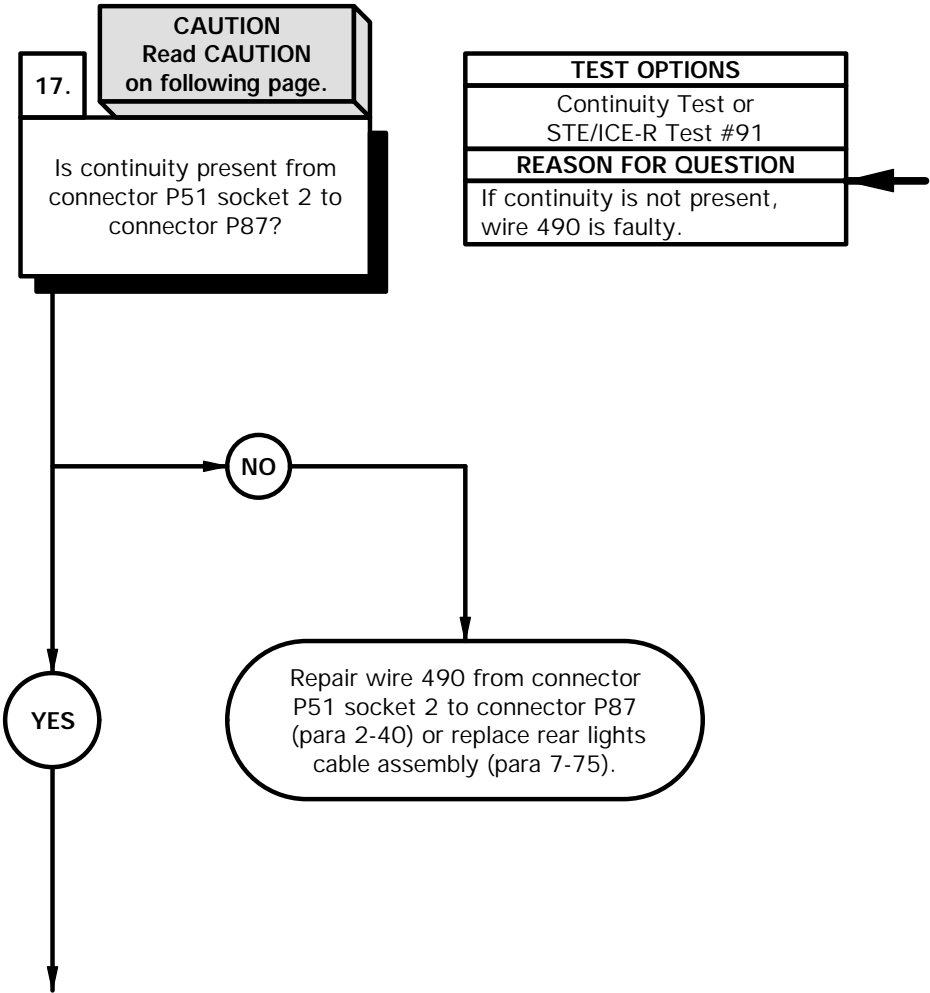 CAUTION
Read CAUTION
on following page.
17.
Is continuity present from
connector P51 socket 2 to
connector P87?
TEST OPTIONS
Continuity Test or
STE/ICE-R Test #91
REASON FOR QUESTION
If continuity is not present,
wire 490 is faulty.
NO
YES
Repair wire 490 from connector
P51 socket 2 to connector P87
(para 2-40) or replace rear lights
cable assembly (para 7-75).